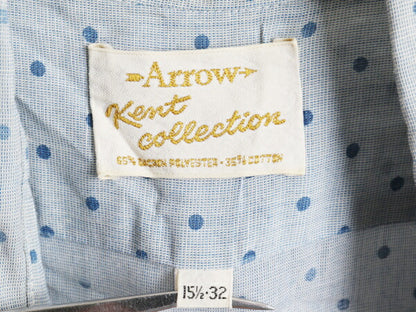 Arrow
Kent
collection
65% DACRON POLYESTER · 35% COTTON
15½·32